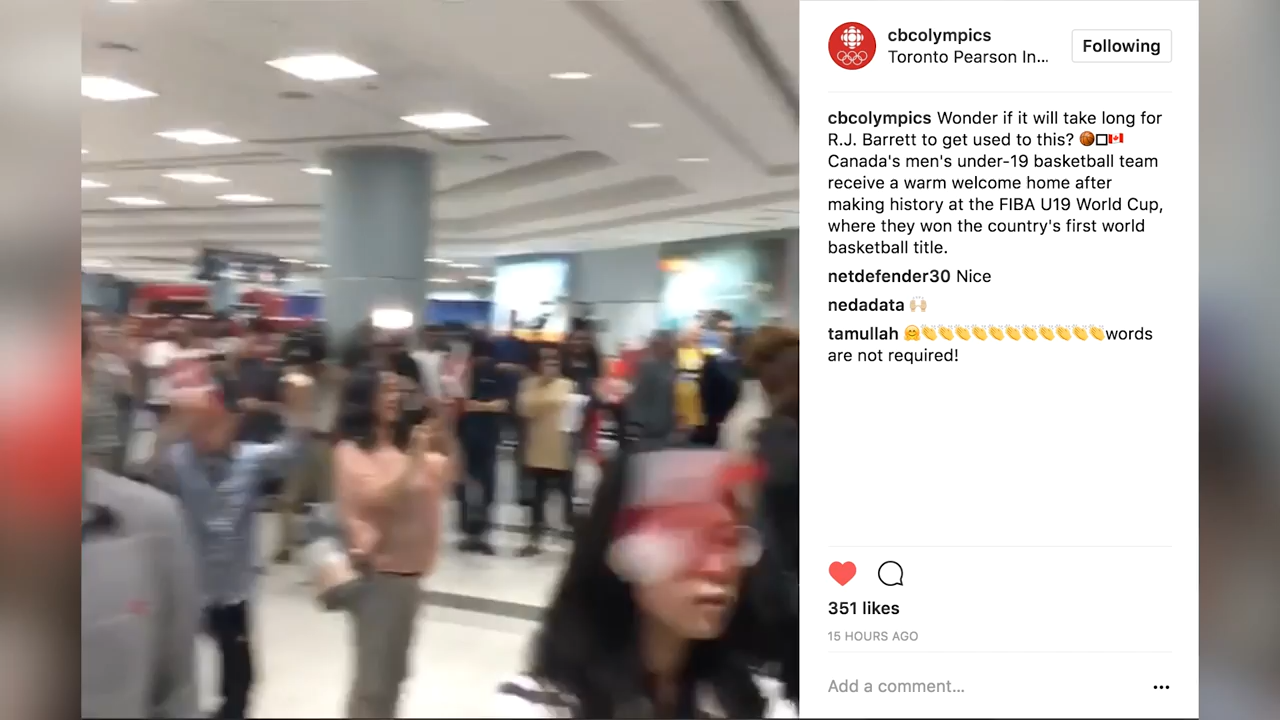 cbcolympics
Toronto Pearson In...
Following
cbcolympics Wonder if it will take long for
R.J. Barrett to get used to this? 🏀□🇨🇦
Canada's men's under-19 basketball team
receive a warm welcome home after
making history at the FIBA U19 World Cup,
where they won the country's first world
basketball title.
netdefender30 Nice
nedadata 🙌🏼
tamullah 🤗👏👏👏👏👏👏👏👏👏👏👏words
are not required!
351 likes
15 HOURS AGO
Add a comment...